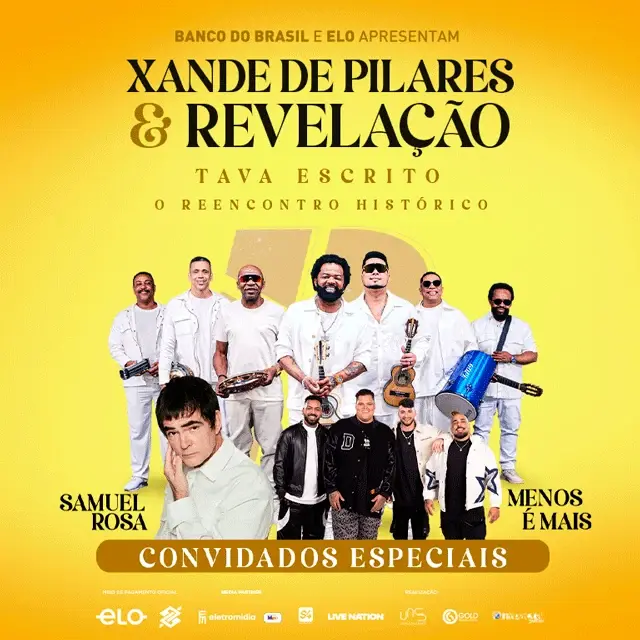 BANCO DO BRASIL E ELO APRESENTAM
XANDE DE PILARES
& REVELAÇÃO
TAVA ESCRITO
O REENCONTRO HISTÓRICO
SAMUEL
ROSA
MENOS
É MAIS
CONVIDADOS ESPECIAIS
elo
eletromidia
LIVE NATION
GOLD